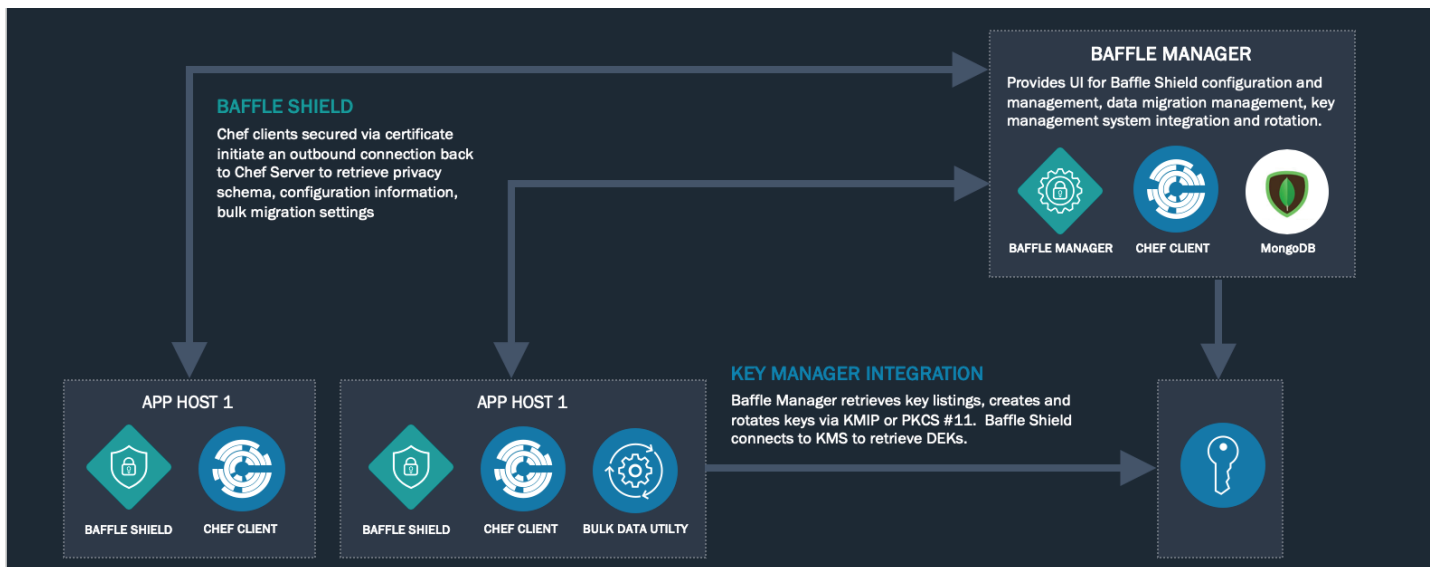 BAFFLE MANAGER
Provides UI for Baffle Shield configuration and
management, data migration management, key
management system integration and rotation.
BAFFLE MANAGER
CHEF CLIENT
MongoDB
BAFFLE SHIELD
Chef clients secured via certificate
initiate an outbound connection back
to Chef Server to retrieve privacy
schema, configuration information,
bulk migration settings
KEY MANAGER INTEGRATION
Baffle Manager retrieves key listings, creates and
rotates keys via KMIP or PKCS #11.  Baffle Shield
connects to KMS to retrieve DEKs.
APP HOST 1
BAFFLE SHIELD
CHEF CLIENT
APP HOST 1
BAFFLE SHIELD
CHEF CLIENT
BULK DATA UTILTY